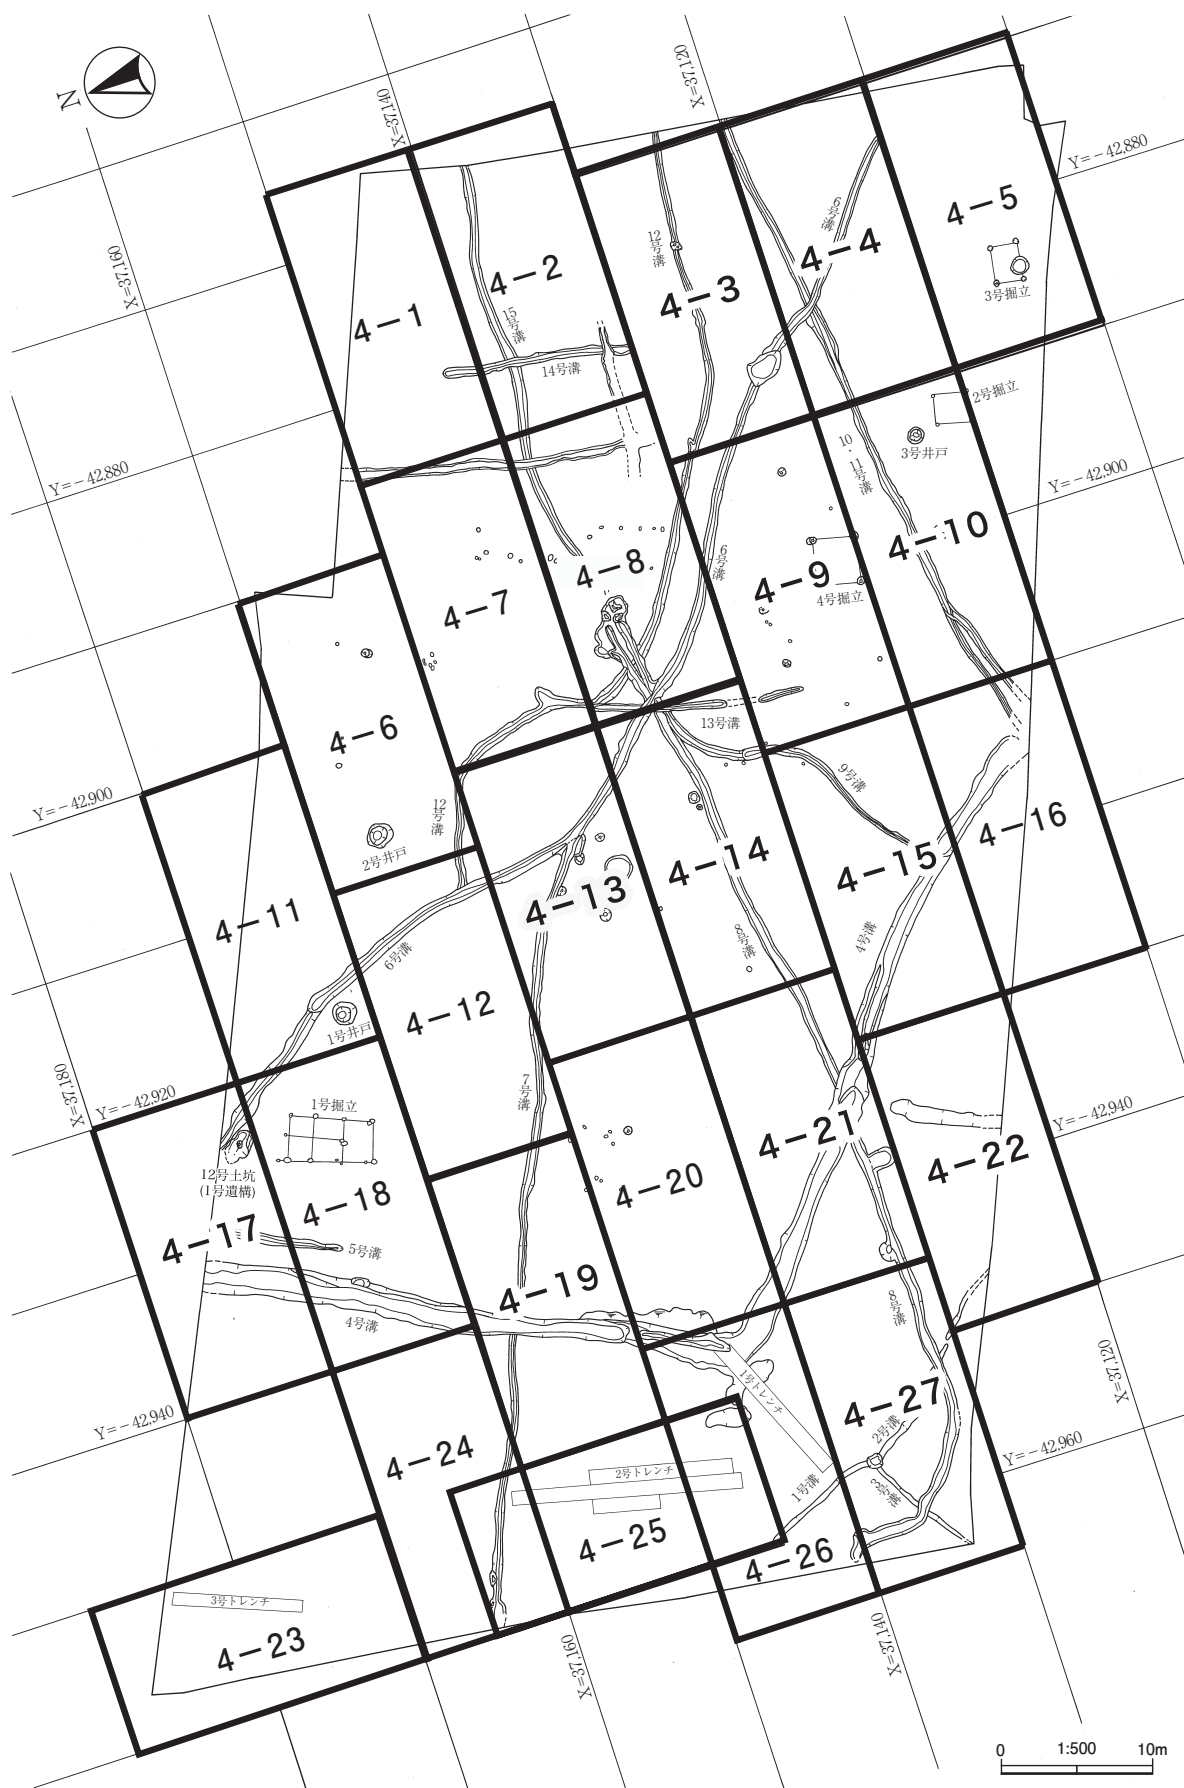 N
X=37,120
X=37,140
X=37,160
Y=-42,880
4-5
6号溝
4-4
12号溝
4-3
4-2
3号掘立
15号溝
4-1
14号溝
2号掘立
3号井戸
10・11号溝
Y=-42,880
Y=-42,900
4-10
6号溝
4-8
4-9
4号掘立
4-7
13号溝
4-6
9号溝
Y=-42,900
12号溝
4-16
2号井戸
4-14
4-15
4-13
4-11
8号溝
4号溝
6号溝
4-12
1号井戸
X=37,180
Y=-42,920
7号溝
1号掘立
Y=-42,940
4-21
12号土坑
(1号遺構)
4-22
4-20
4-18
4-17
5号溝
4-19
8号溝
4号溝
X=37,120
1号トレンチ
4-27
Y=-42,940
2号溝
4-24
Y=-42,960
2号トレンチ
1号溝
3号溝
4-25
4-26
3号トレンチ
4-23
X=37,160
X=37,140
0 1:500 10m